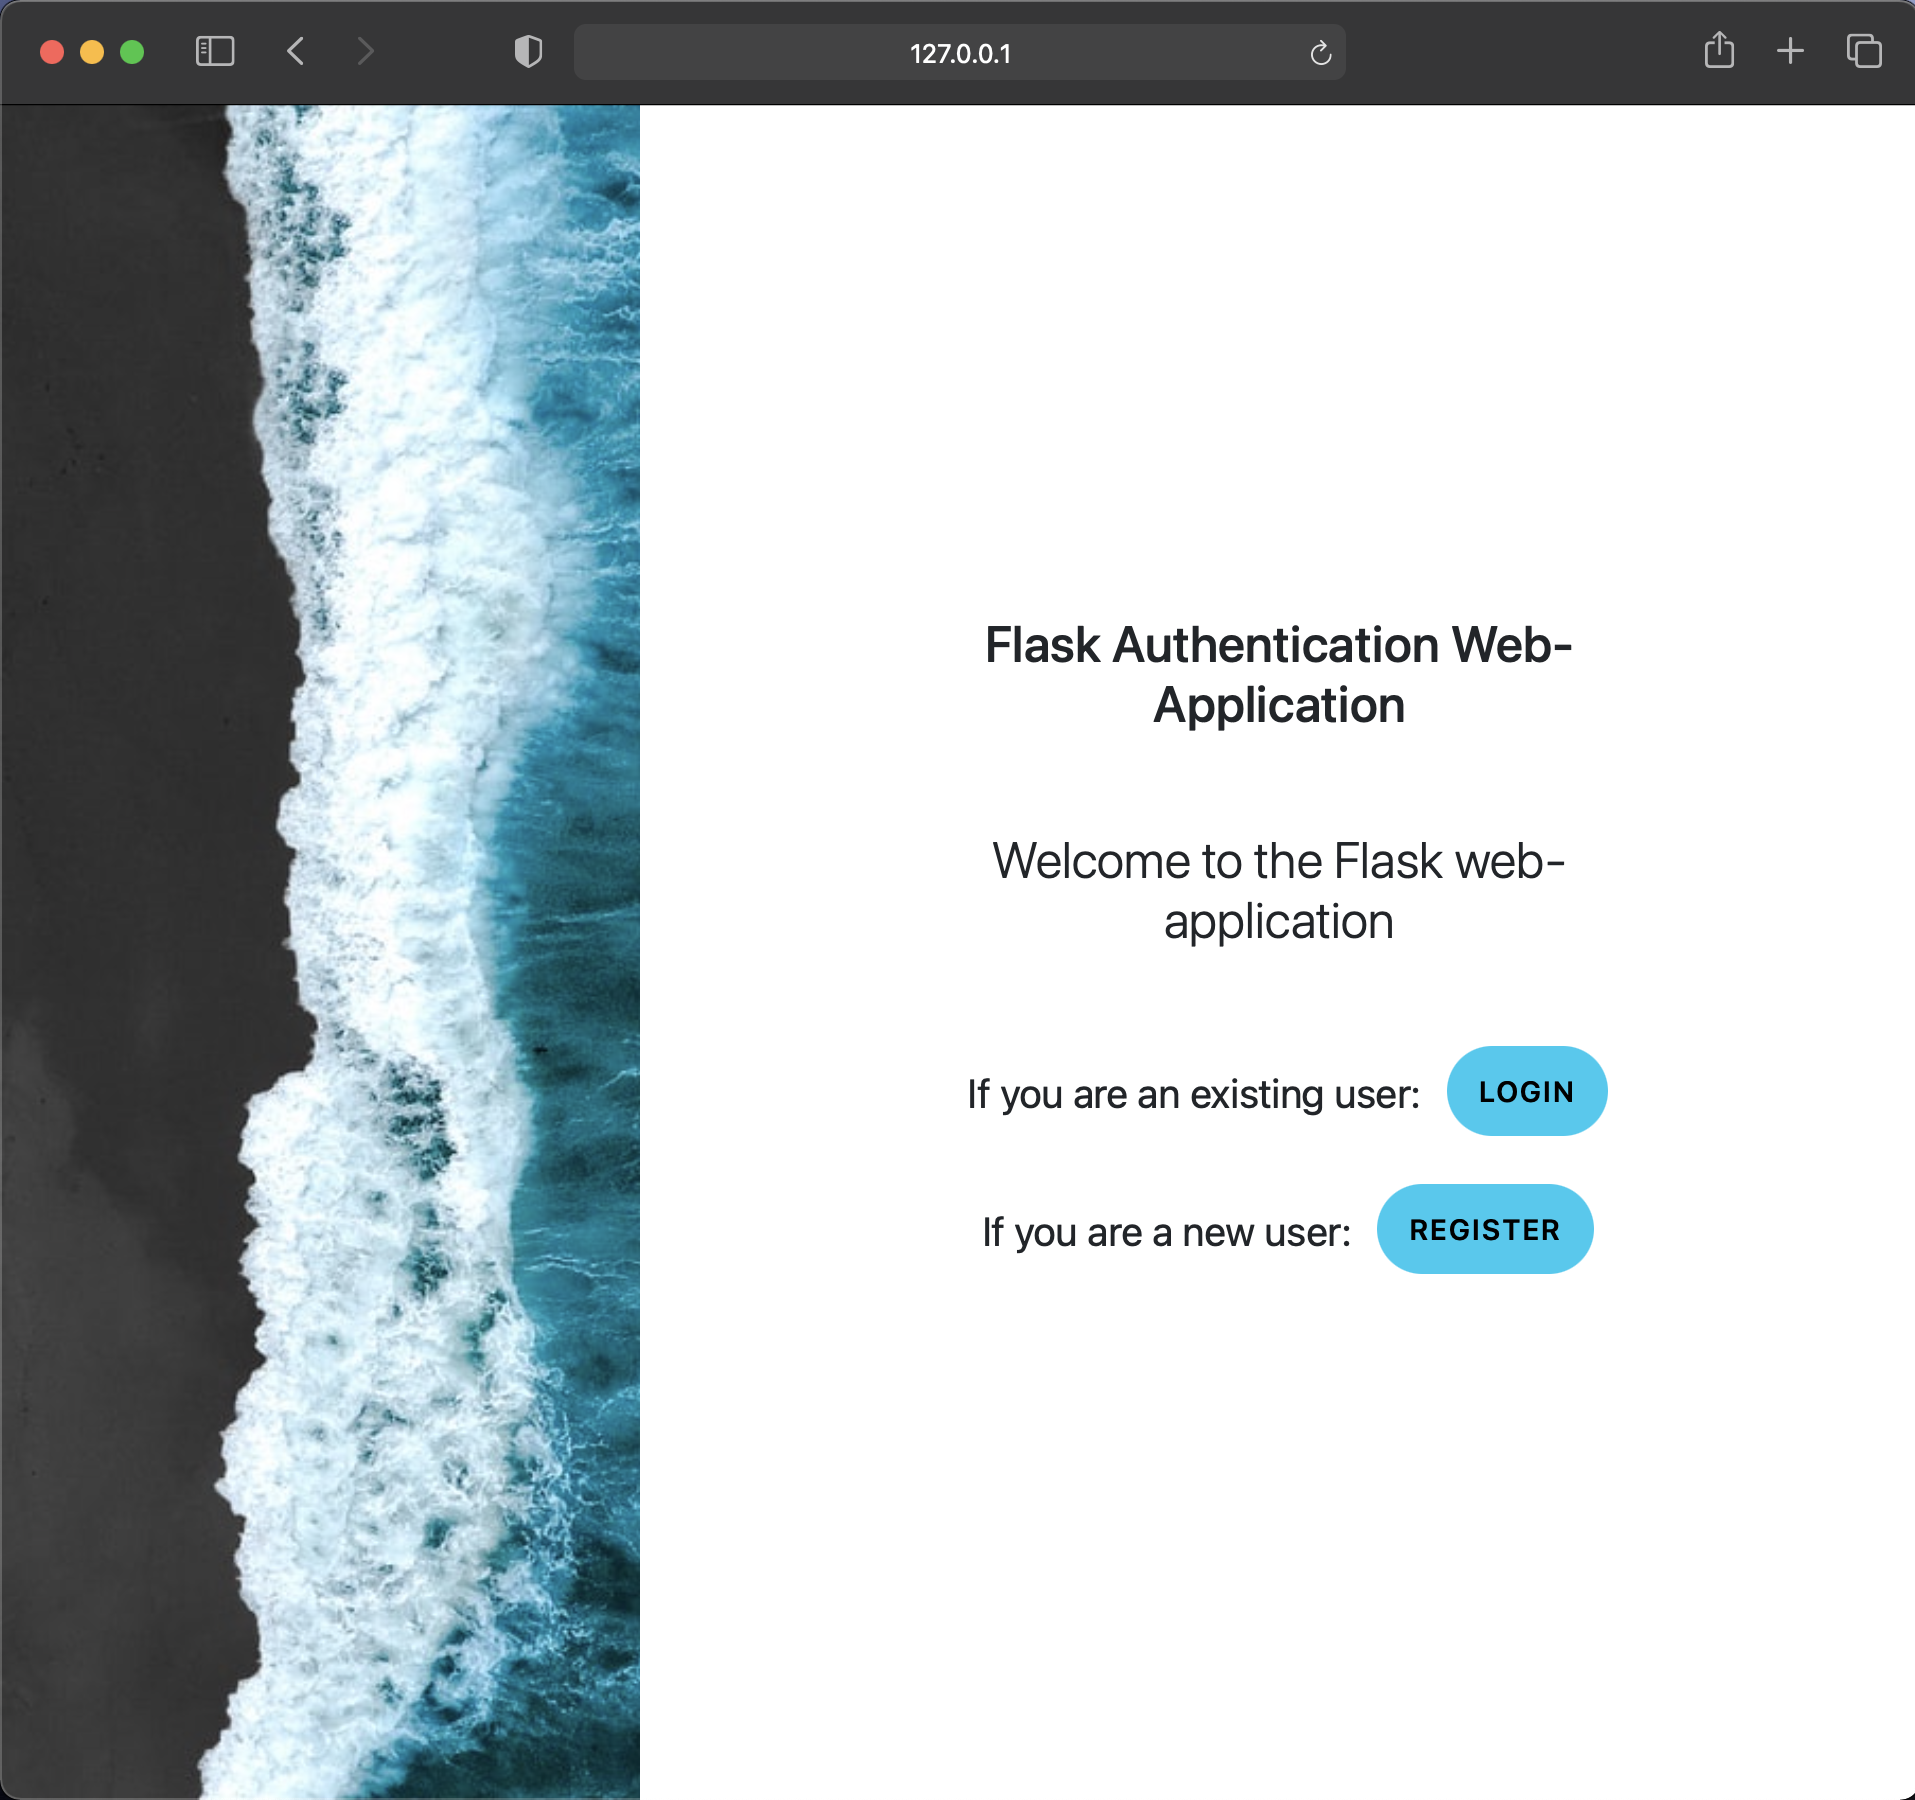 127.0.0.1
Flask Authentication Web-
Application
Welcome to the Flask web-
application
If you are an existing user: LOGIN
If you are a new user: REGISTER